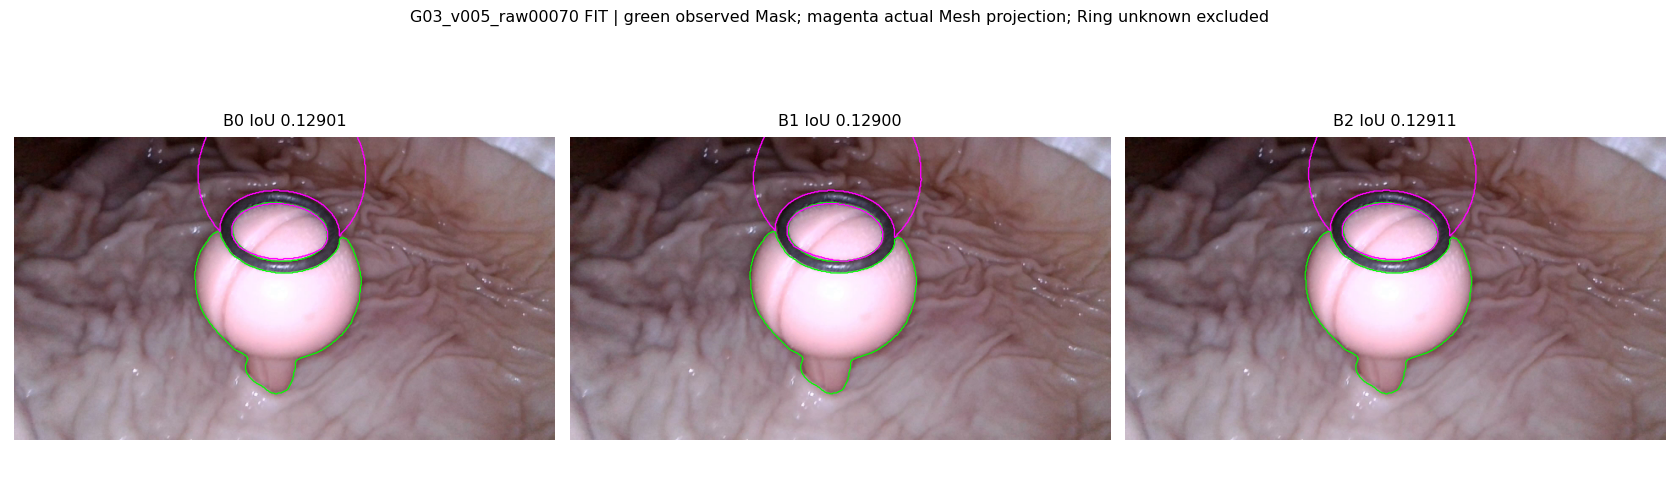 G03_v005_raw00070 FIT | green observed Mask; magenta actual Mesh projection; Ring unknown excluded
B0 IoU 0.12901
B1 IoU 0.12900
B2 IoU 0.12911